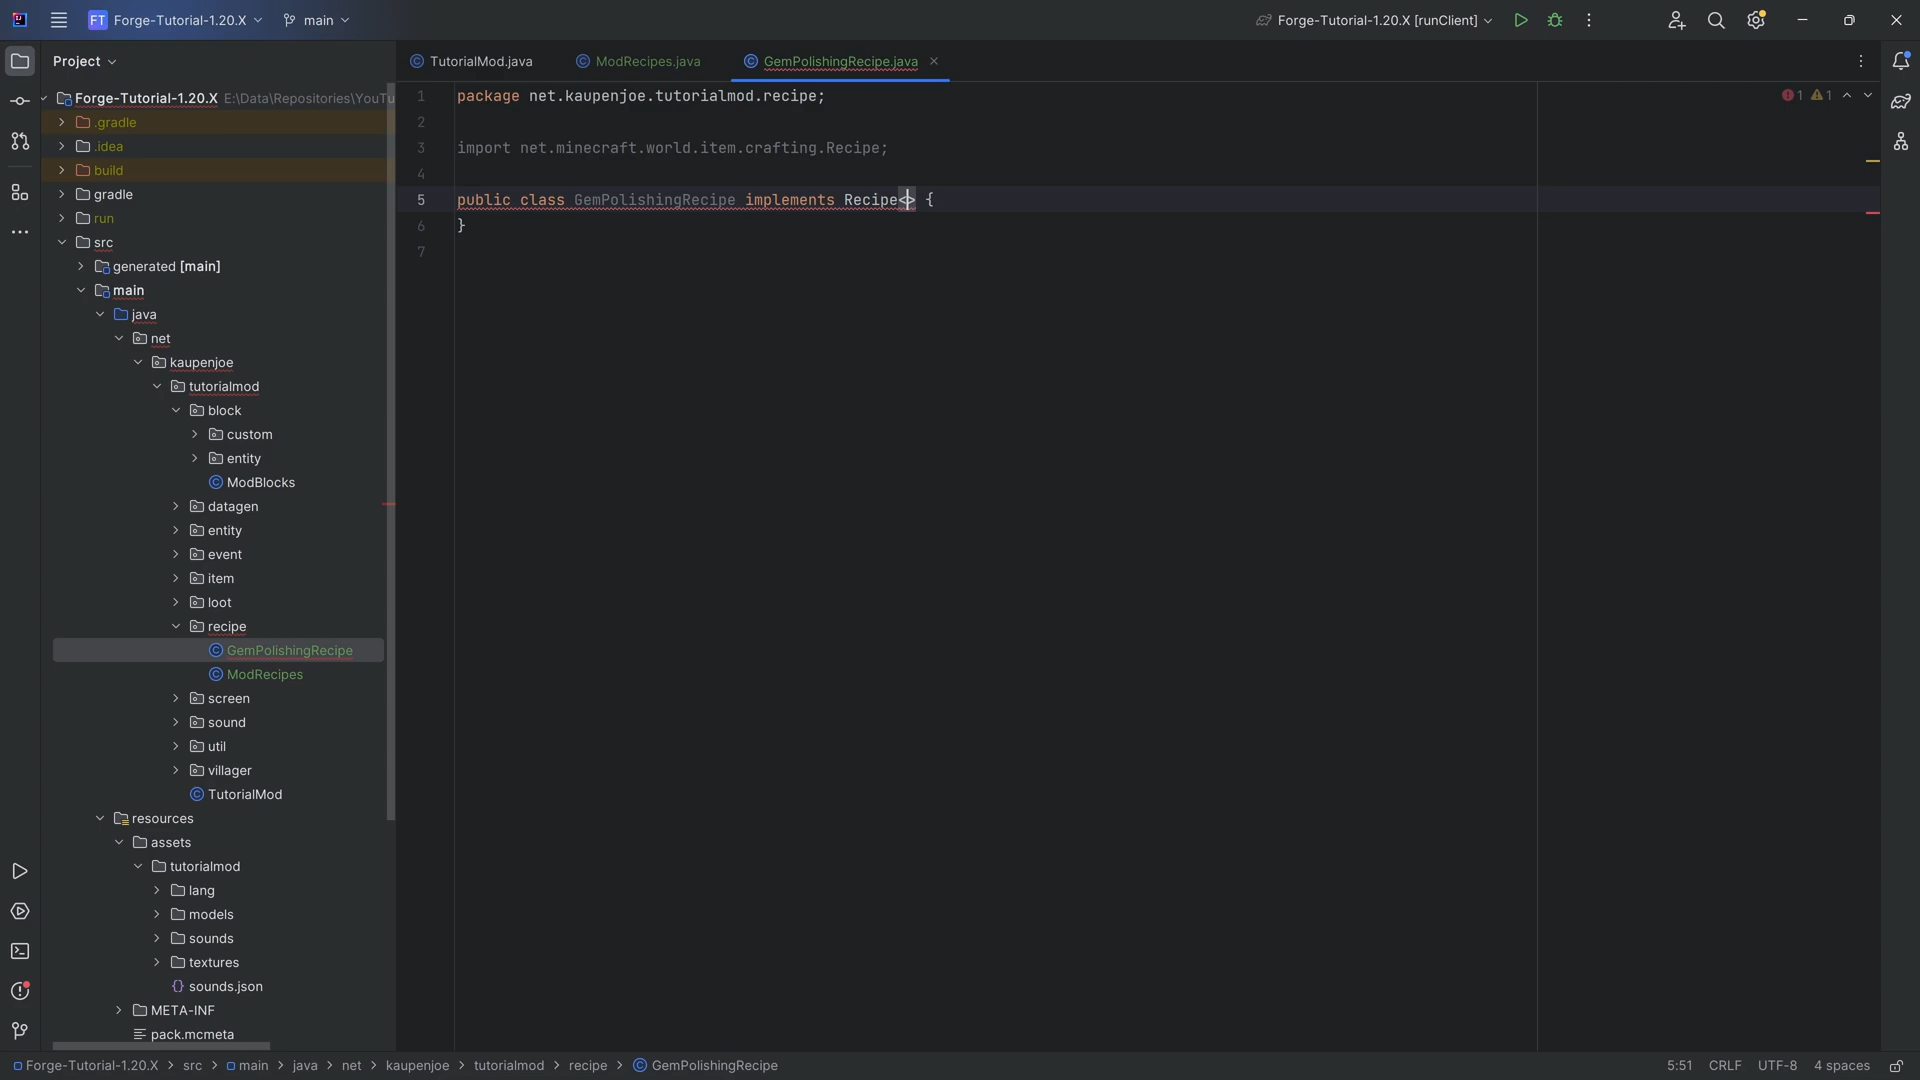 FT Forge-Tutorial-1.20.X main Forge-Tutorial-1.20.X [runClient]
Project
TutorialMod.java ModRecipes.java GemPolishingRecipe.java
Forge-Tutorial-1.20.X E:\Data\Repositories\YouTu
.gradle
.idea
build
gradle
run
src
generated [main]
main
java
net
kaupenjoe
tutorialmod
block
custom
entity
ModBlocks
datagen
entity
event
item
loot
recipe
GemPolishingRecipe
ModRecipes
screen
sound
util
villager
TutorialMod
resources
assets
tutorialmod
lang
models
sounds
textures
sounds.json
META-INF
pack.mcmeta
1 package net.kaupenjoe.tutorialmod.recipe;
2
3 import net.minecraft.world.item.crafting.Recipe;
4
5 public class GemPolishingRecipe implements Recipe<> {
6 }
7
1 1
Forge-Tutorial-1.20.X > src > main > java > net > kaupenjoe > tutorialmod > recipe > GemPolishingRecipe
5:51 CRLF UTF-8 4 spaces